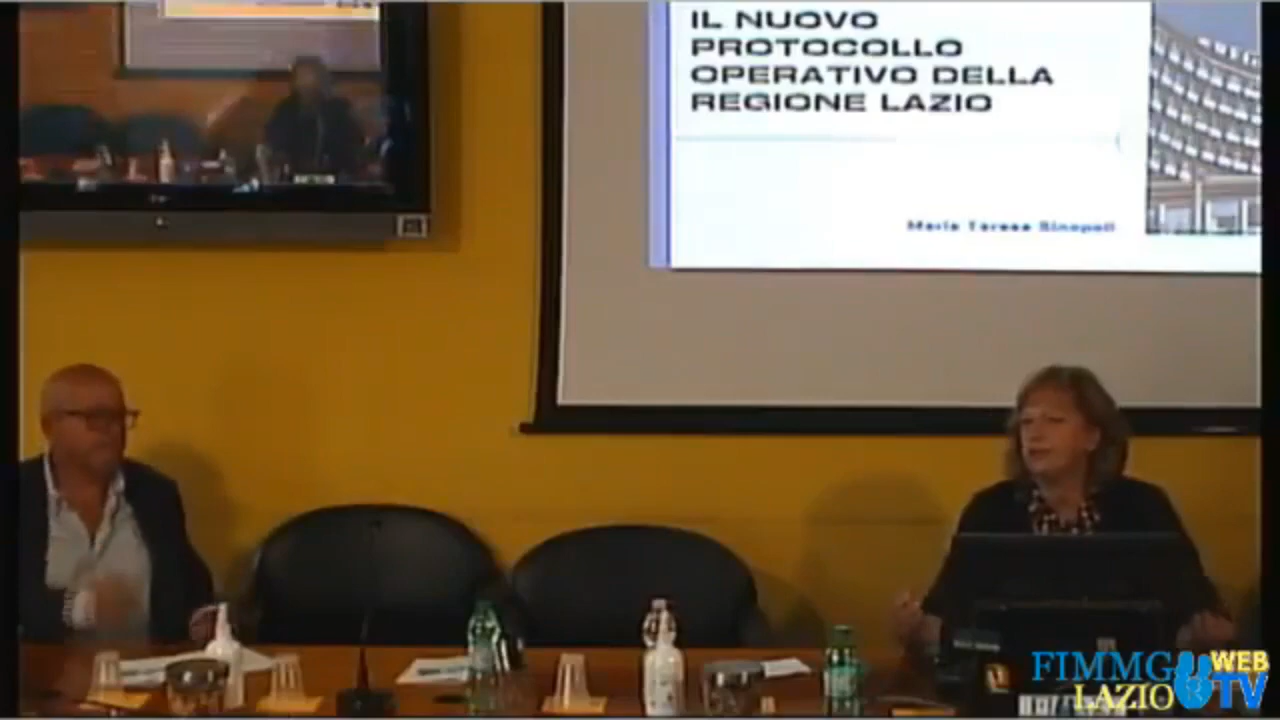 IL NUOVO
PROTOCOLLO
OPERATIVO DELLA
REGIONE LAZIO
Maria Teresa Sinopoli
FIMMG WEB
LAZIO TV